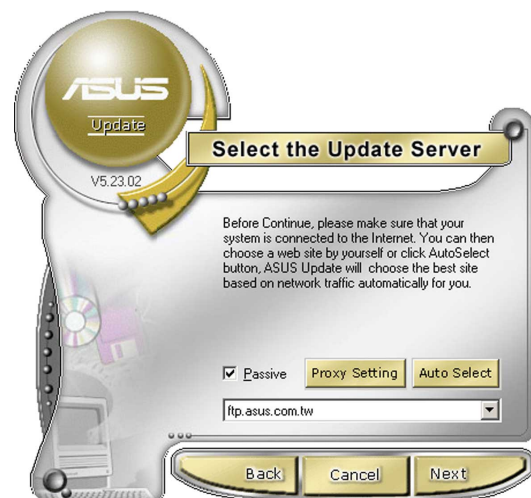 ASUS
Update
V5.23.02
Select the Update Server
Before Continue, please make sure that your
system is connected to the Internet. You can then
choose a web site by yourself or click AutoSelect
button, ASUS Update will choose the best site
based on network traffic automatically for you.
Passive
Proxy Setting
Auto Select
ftp.asus.com.tw
Back
Cancel
Next